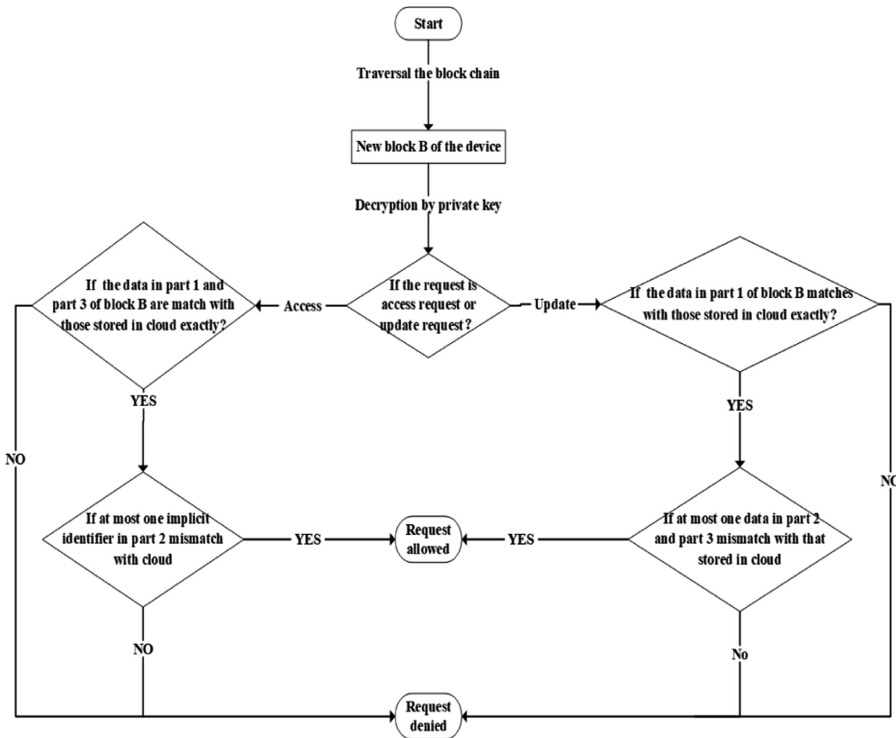 Start
Traversal the block chain
New block B of the device
Decryption by private key
If the data in part 1 and
part 3 of block B are match with
those stored in cloud exactly?
Access
If the request is
access request or
update request?
Update
If the data in part 1 of block B matches
with those stored in cloud exactly?
YES
YES
NO
NO
If at most one implicit
identifier in part 2 mismatch
with cloud
YES
Request
allowed
YES
If at most one data in part 2
and part 3 mismatch with that
stored in cloud
NO
No
Request
denied